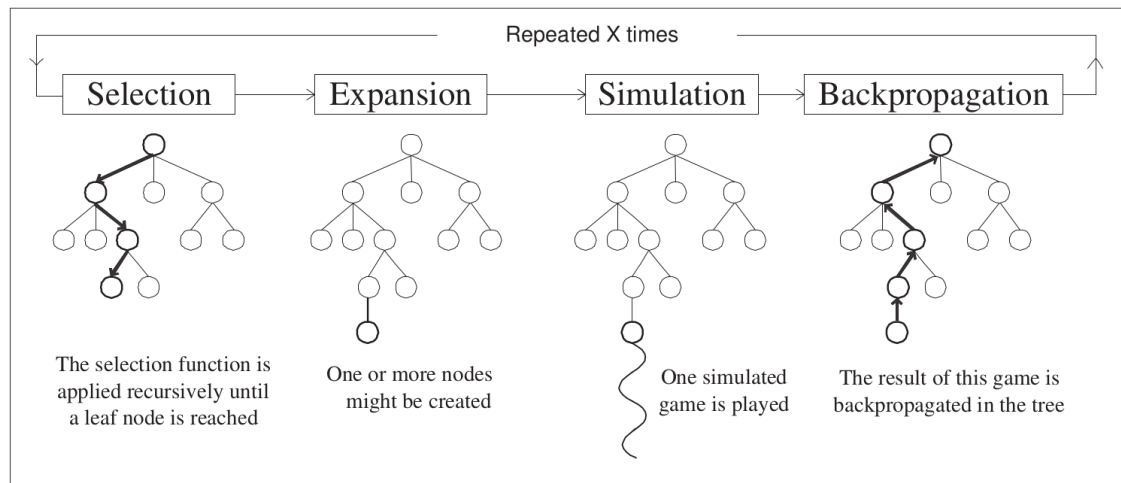 Repeated X times
Selection
Expansion
Simulation
Backpropagation
The selection function is
applied recursively until
a leaf node is reached
One or more nodes
might be created
One simulated
game is played
The result of this game is
backpropagated in the tree